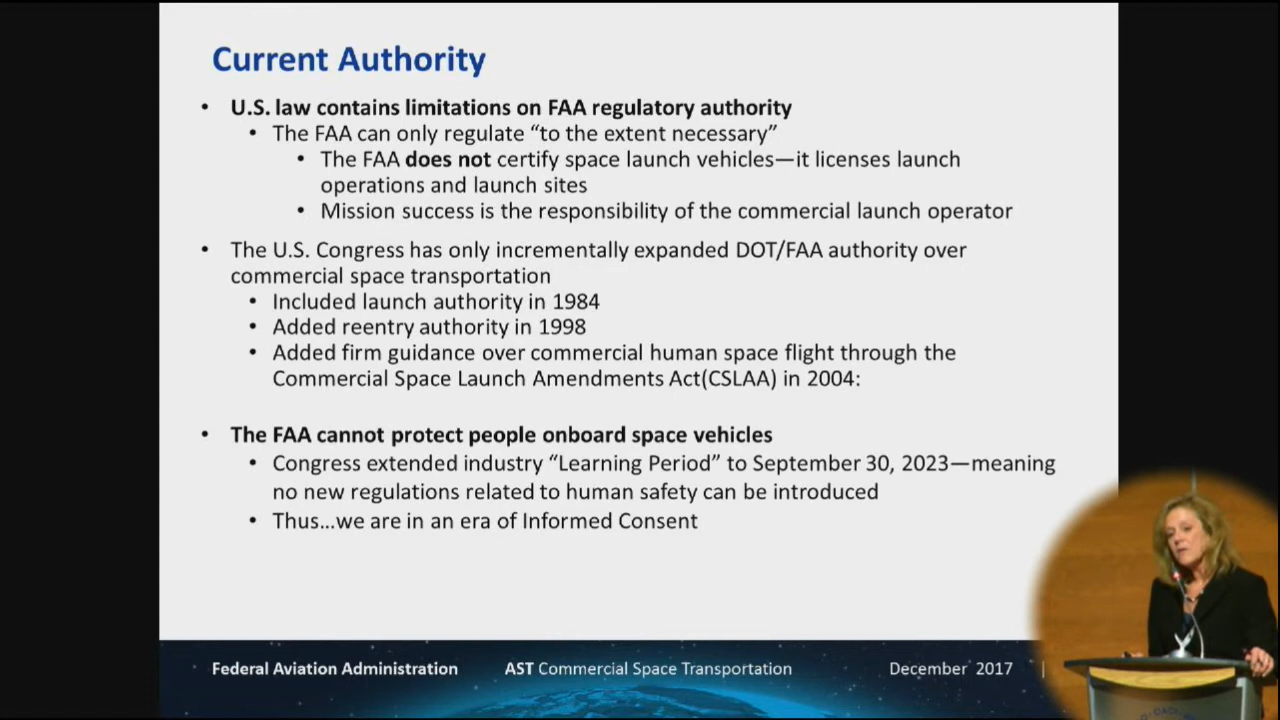 Current Authority
• U.S. law contains limitations on FAA regulatory authority
• The FAA can only regulate “to the extent necessary”
• The FAA does not certify space launch vehicles—it licenses launch
operations and launch sites
• Mission success is the responsibility of the commercial launch operator
• The U.S. Congress has only incrementally expanded DOT/FAA authority over
commercial space transportation
• Included launch authority in 1984
• Added reentry authority in 1998
• Added firm guidance over commercial human space flight through the
Commercial Space Launch Amendments Act(CSLAA) in 2004:
• The FAA cannot protect people onboard space vehicles
• Congress extended industry “Learning Period” to September 30, 2023—meaning
no new regulations related to human safety can be introduced
• Thus...we are in an era of Informed Consent
Federal Aviation Administration AST Commercial Space Transportation December 2017 |